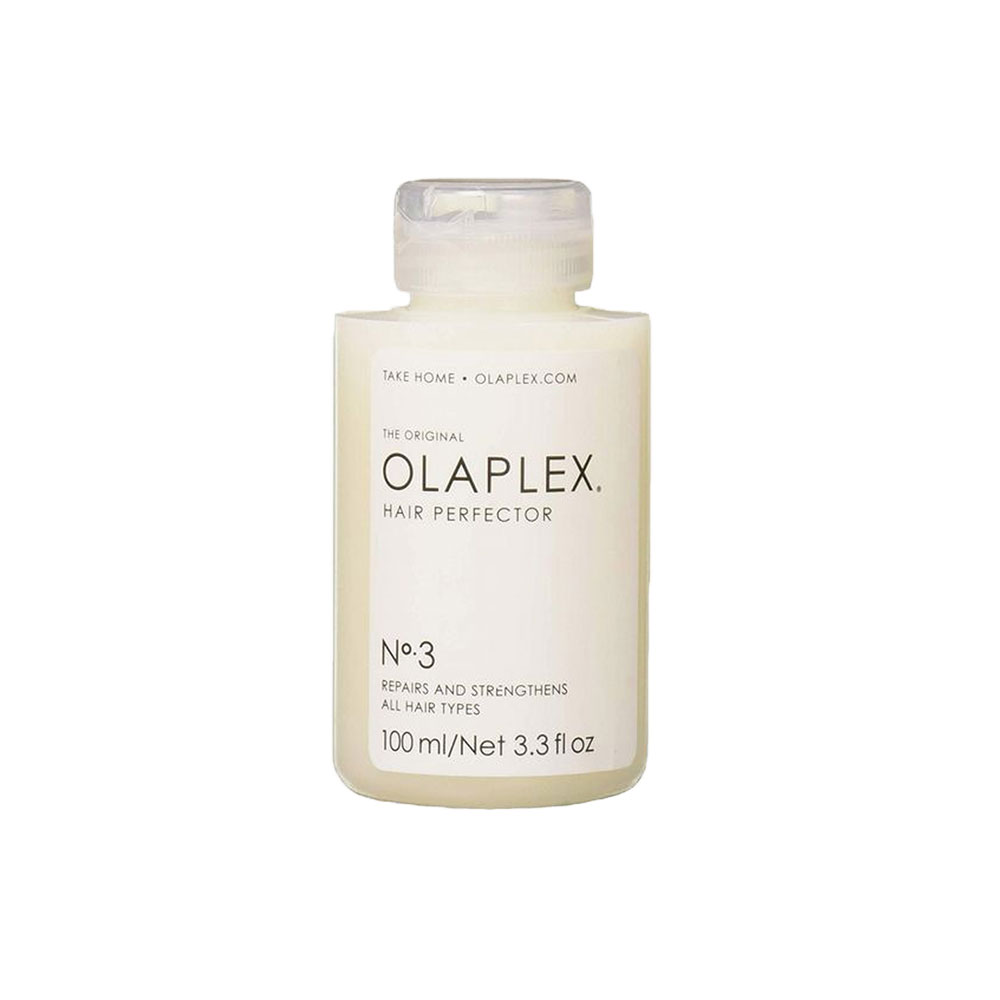 TAKE HOME • OLAPLEX.COM
THE ORIGINAL
OLAPLEX®
HAIR PERFECTOR
Nº.3
REPAIRS AND STRENGTHENS
ALL HAIR TYPES
100 ml/Net 3.3 fl oz